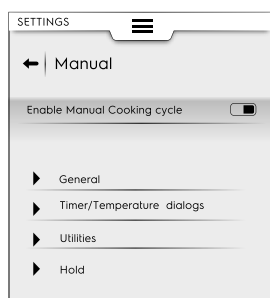 SETTINGS
Manual
Enable Manual Cooking cycle
General
Timer/Temperature dialogs
Utilities
Hold